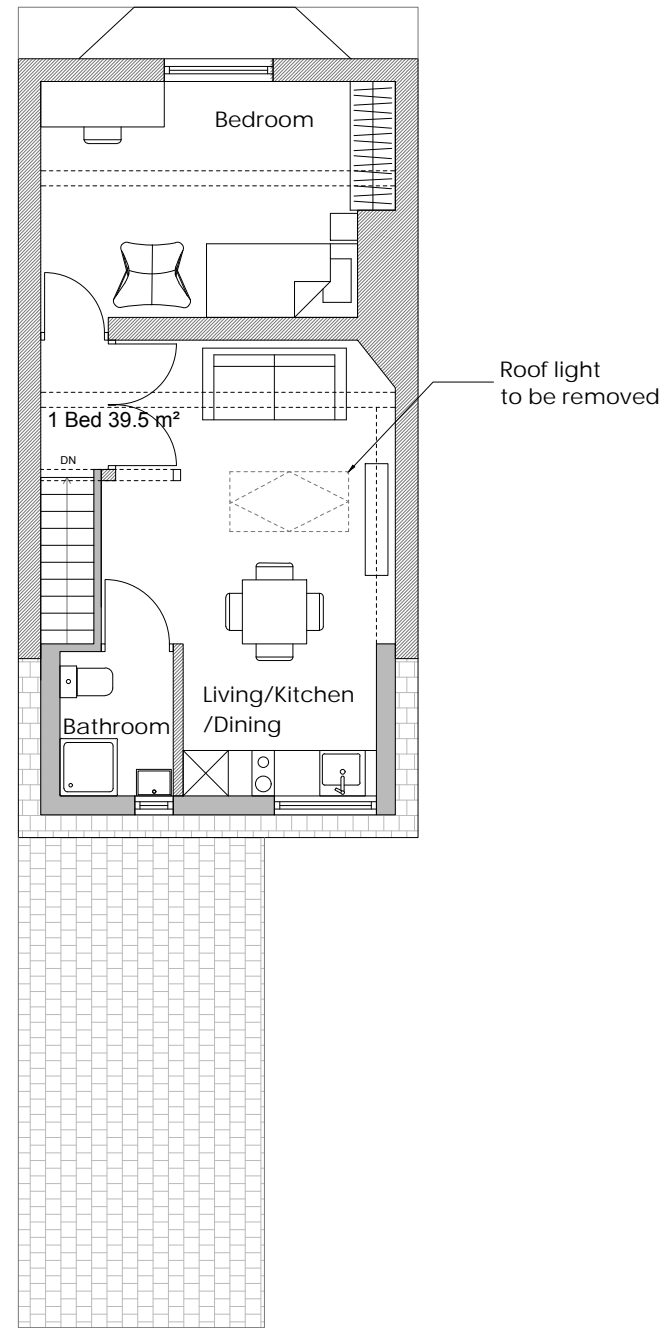 Bedroom
Roof light
to be removed
1 Bed 39.5 m²
DN
Living/Kitchen
/Dining
Bathroom